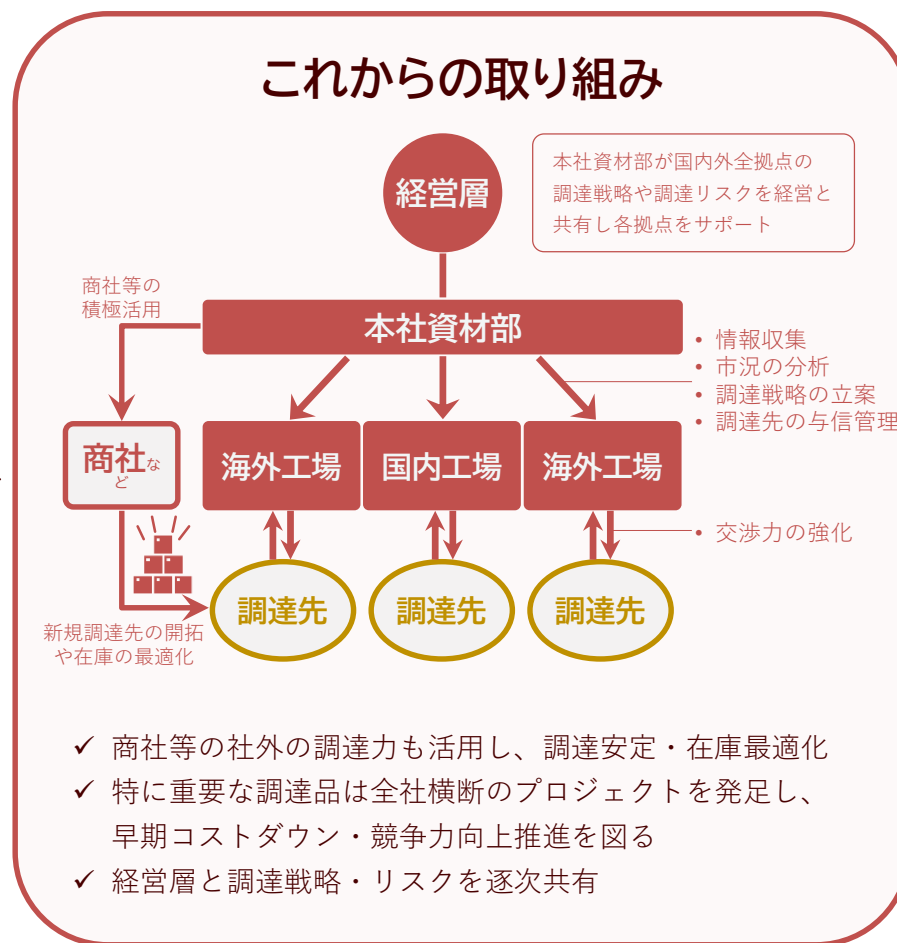 これからの取り組み
経営層
本社資材部が国内外全拠点の
調達戦略や調達リスクを経営と
共有し各拠点をサポート
商社等の
積極活用
本社資材部
• 情報収集
• 市況の分析
• 調達戦略の立案
• 調達先の与信管理
商社な
ど
海外工場
国内工場
海外工場
• 交渉力の強化
調達先
調達先
調達先
新規調達先の開拓
や在庫の最適化
✓ 商社等の社外の調達力も活用し、調達安定・在庫最適化
✓ 特に重要な調達品は全社横断のプロジェクトを発足し、
早期コストダウン・競争力向上推進を図る
✓ 経営層と調達戦略・リスクを逐次共有